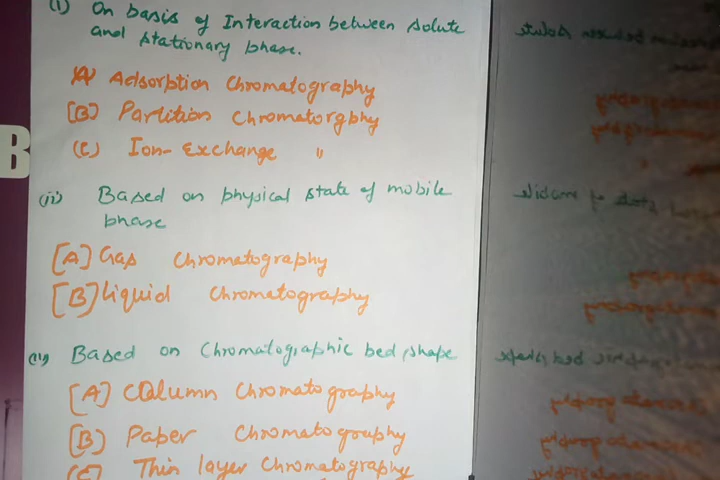 (i) On basis of Interaction between solute
and stationary phase.
(A) Adsorption Chromatography
[B] Partition Chromatorgphy
(C) Ion-Exchange "
(ii) Based on physical state of mobile
phase
[A] Gas Chromatography
[B] liquid Chromatography
Based on Chromatographic bed shape
[A] Column Chromatography
[B] Paper Chromatography
(C) Thin layer Chromatography
B